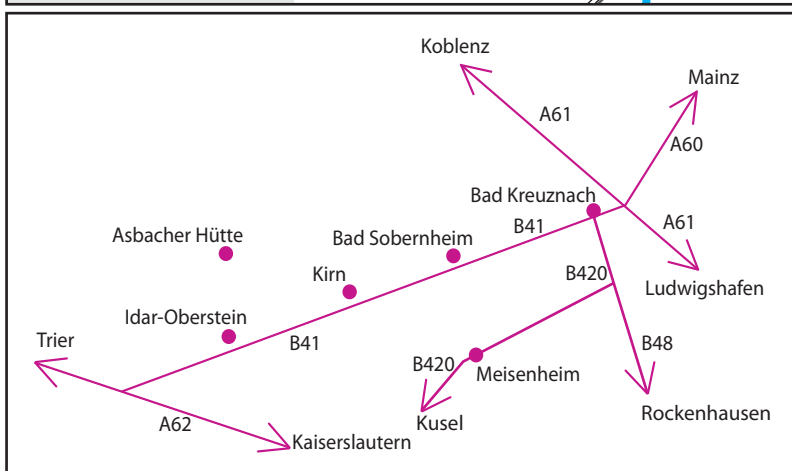 Koblenz
Mainz
A61
A60
Bad Kreuznach
A61
B41
Asbacher Hütte
Bad Sobernheim
Kirn
B420
Ludwigshafen
Idar-Oberstein
Trier
B41
B48
B420
Meisenheim
Rockenhausen
A62
Kusel
Kaiserslautern